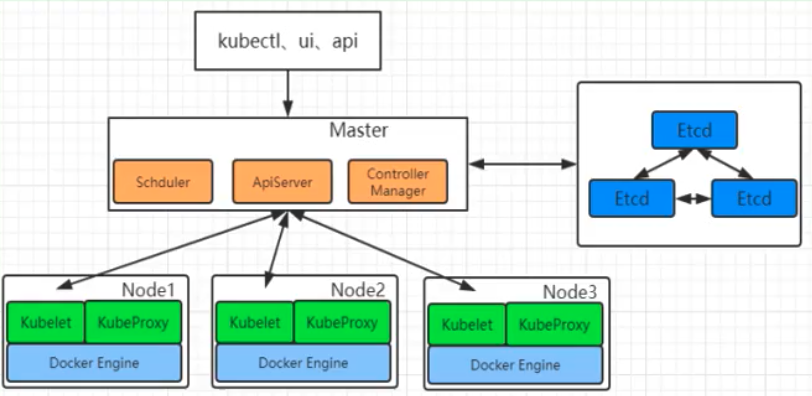 kubectl、ui、api
Master
Schduler
ApiServer
Controller
Manager
Etcd
Etcd
Etcd
Node1
Kubelet
KubeProxy
Docker Engine
Node2
Kubelet
KubeProxy
Docker Engine
Node3
Kubelet
KubeProxy
Docker Engine